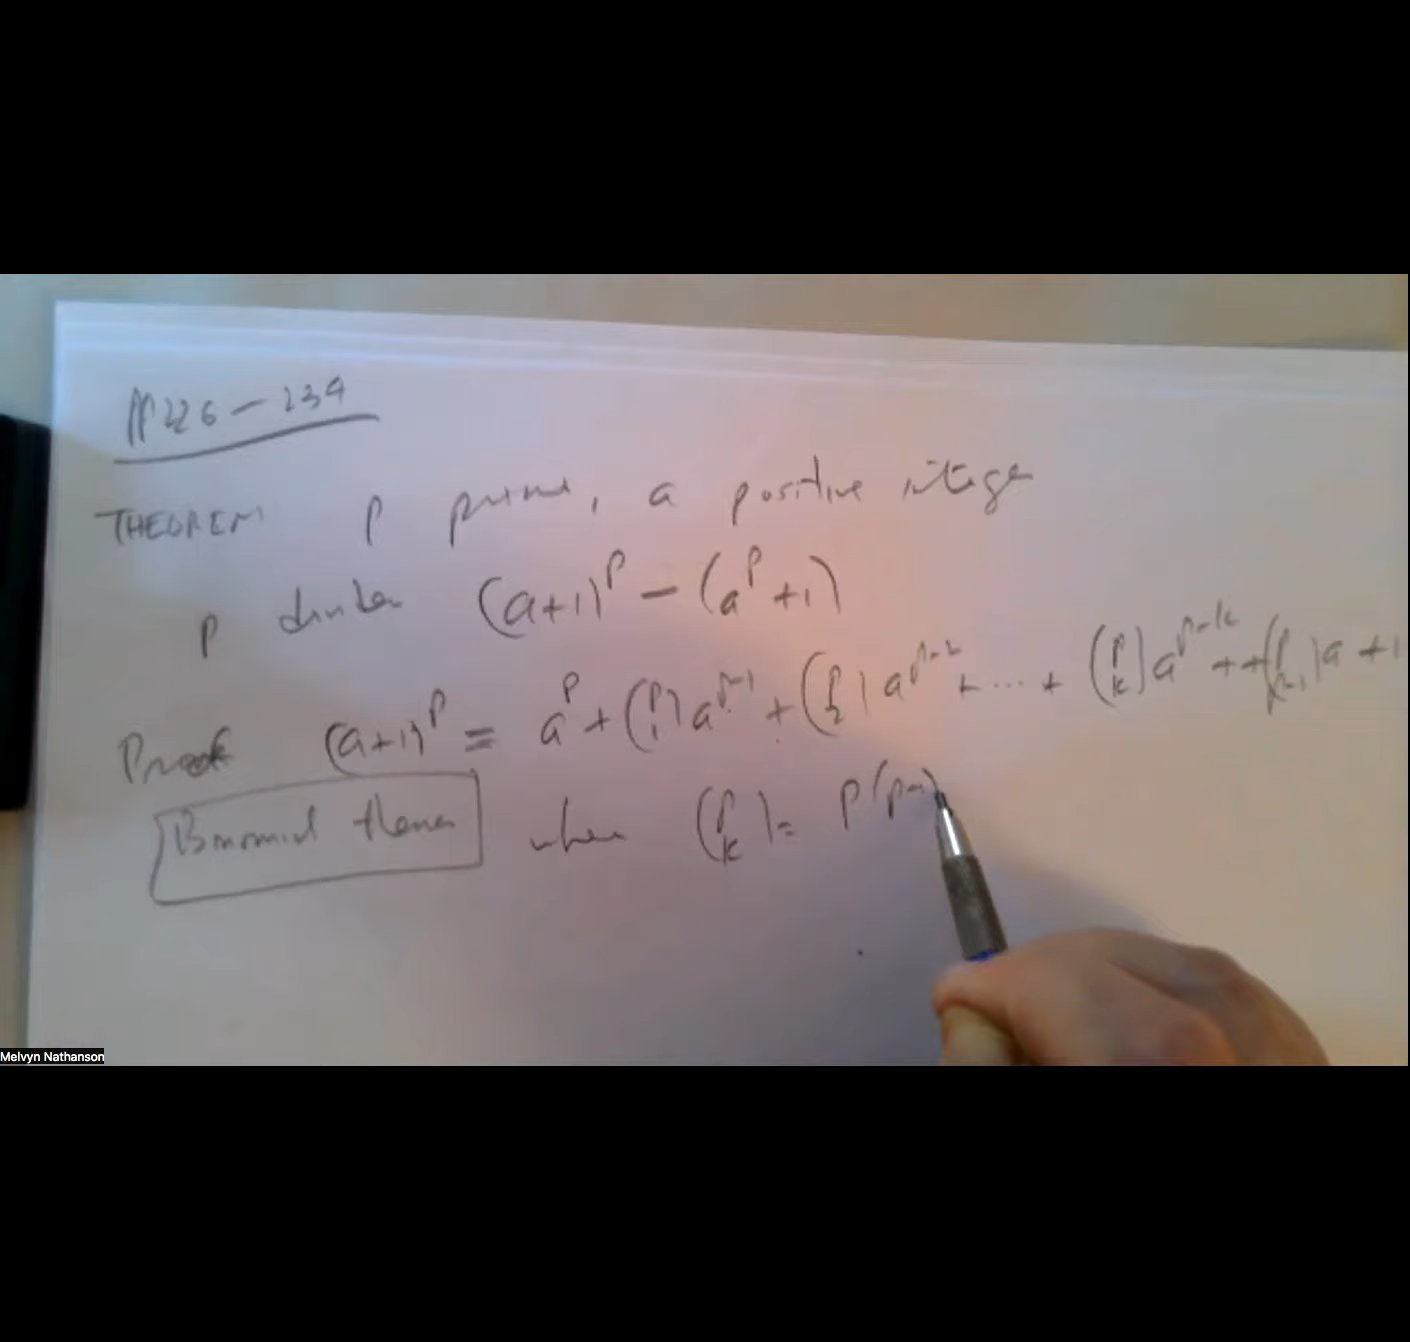 PP 226 - 234
THEOREM p prime, a positive integer
p divides (a+1)^p - (a^p + 1)
Proof (a+1)^p = a^p + (p 1) a^{p-1} + (p 2) a^{p-2} + ... + (p k) a^{p-k} + + (p p-1) a + 1
Binomial theorem where (p k) = p(p-1)
Melvyn Nathanson